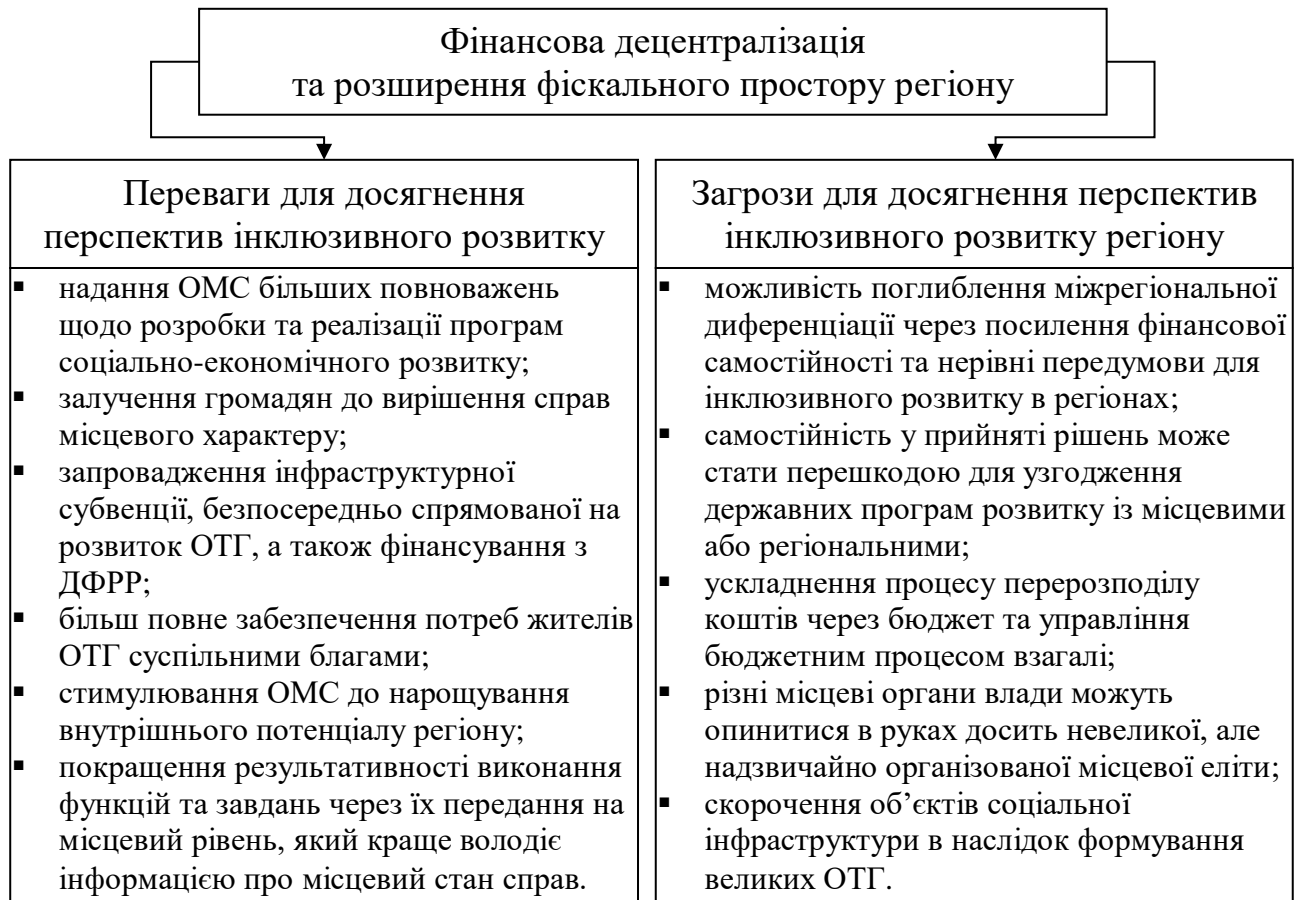 Фінансова децентралізація
та розширення фіскального простору регіону
Переваги для досягнення
перспектив інклюзивного розвитку
▪ надання ОМС більших повноважень
щодо розробки та реалізації програм
соціально-економічного розвитку;
▪ залучення громадян до вирішення справ
місцевого характеру;
▪ запровадження інфраструктурної
субвенції, безпосередньо спрямованої на
розвиток ОТГ, а також фінансування з
ДФРР;
▪ більш повне забезпечення потреб жителів
ОТГ суспільними благами;
▪ стимулювання ОМС до нарощування
внутрішнього потенціалу регіону;
▪ покращення результативності виконання
функцій та завдань через їх передання на
місцевий рівень, який краще володіє
інформацією про місцевий стан справ.
Загрози для досягнення перспектив
інклюзивного розвитку регіону
▪ можливість поглиблення міжрегіональної
диференціації через посилення фінансової
самостійності та нерівні передумови для
інклюзивного розвитку в регіонах;
▪ самостійність у прийняті рішень може
стати перешкодою для узгодження
державних програм розвитку із місцевими
або регіональними;
▪ ускладнення процесу перерозподілу
коштів через бюджет та управління
бюджетним процесом взагалі;
▪ різні місцеві органи влади можуть
опинитися в руках досить невеликої, але
надзвичайно організованої місцевої еліти;
▪ скорочення об’єктів соціальної
інфраструктури в наслідок формування
великих ОТГ.